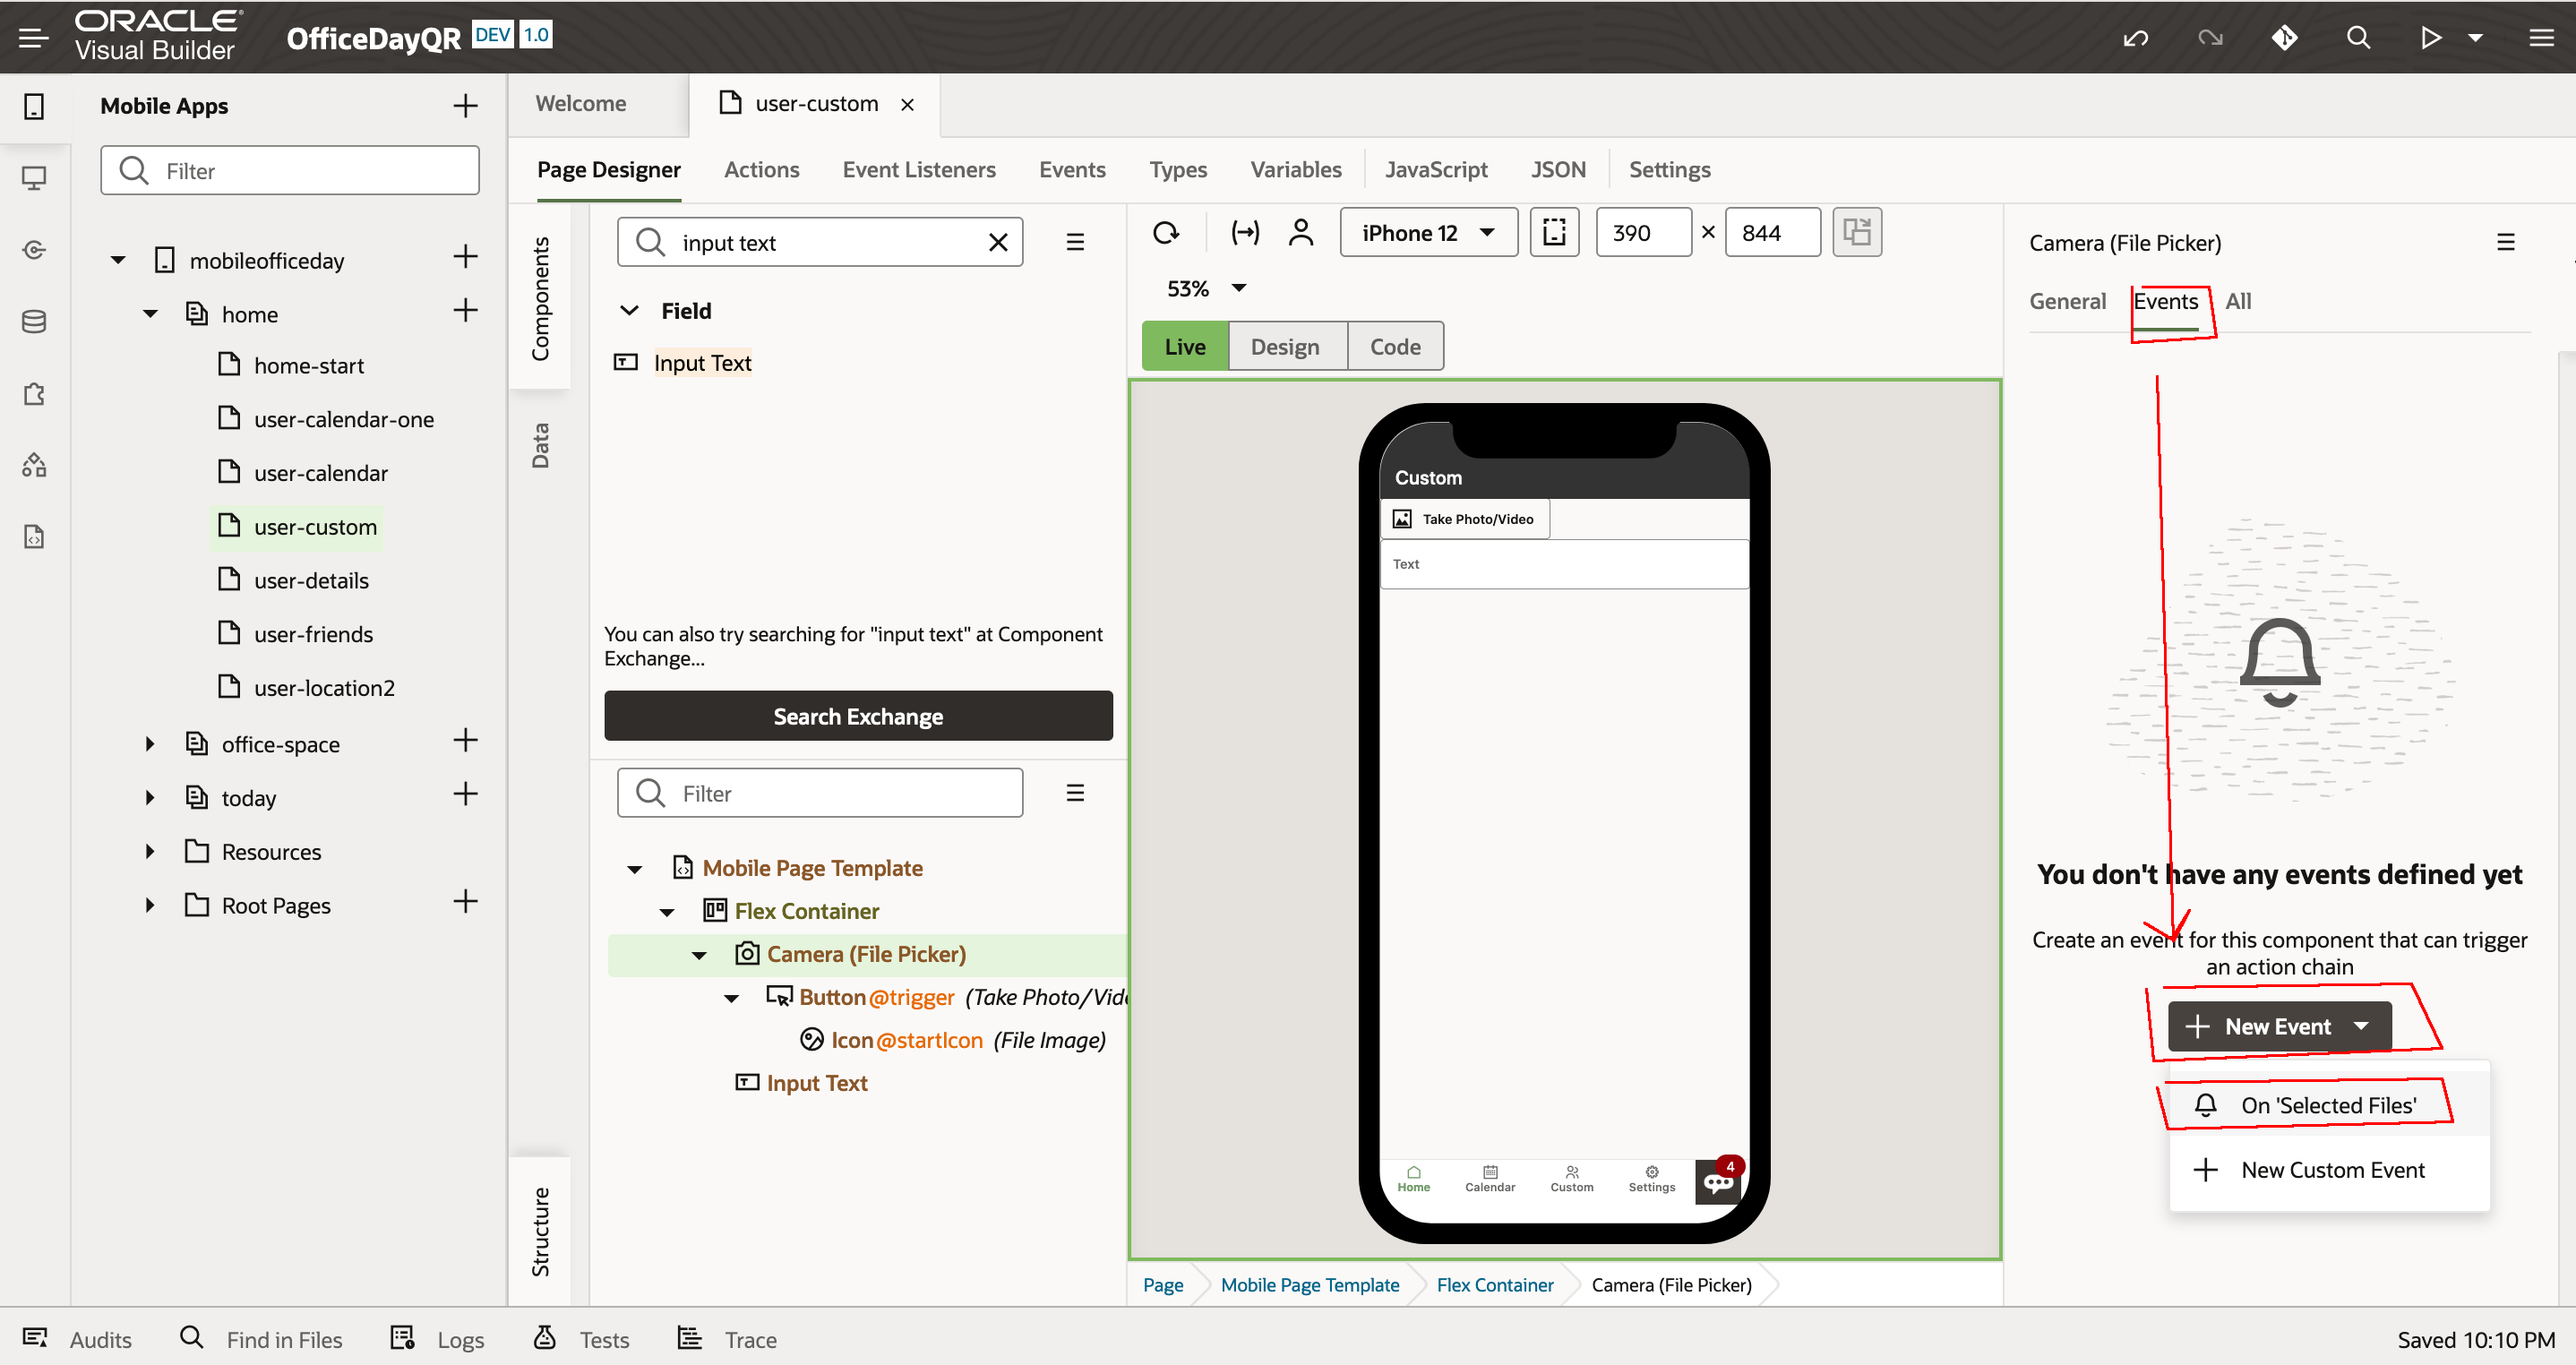 ORACLE
Visual Builder
OfficeDayQR DEV 1.0
Mobile Apps
Filter
mobileofficeday
home
home-start
user-calendar-one
user-calendar
user-custom
user-details
user-friends
user-location2
office-space
today
Resources
Root Pages
Welcome
user-custom
Page Designer Actions Event Listeners Events Types Variables JavaScript JSON Settings
Components
Data
Structure
input text
Field
Input Text
You can also try searching for "input text" at Component
Exchange...
Search Exchange
Filter
Mobile Page Template
Flex Container
Camera (File Picker)
Button@trigger (Take Photo/Vide
Icon@startIcon (File Image)
Input Text
iPhone 12 390 × 844
53%
Live Design Code
Custom
Take Photo/Video
Text
4
Home Calendar Custom Settings
Page Mobile Page Template Flex Container Camera (File Picker)
Camera (File Picker)
General Events All
You don't have any events defined yet
Create an event for this component that can trigger
an action chain
New Event
On 'Selected Files'
New Custom Event
Audits Find in Files Logs Tests Trace
Saved 10:10 PM